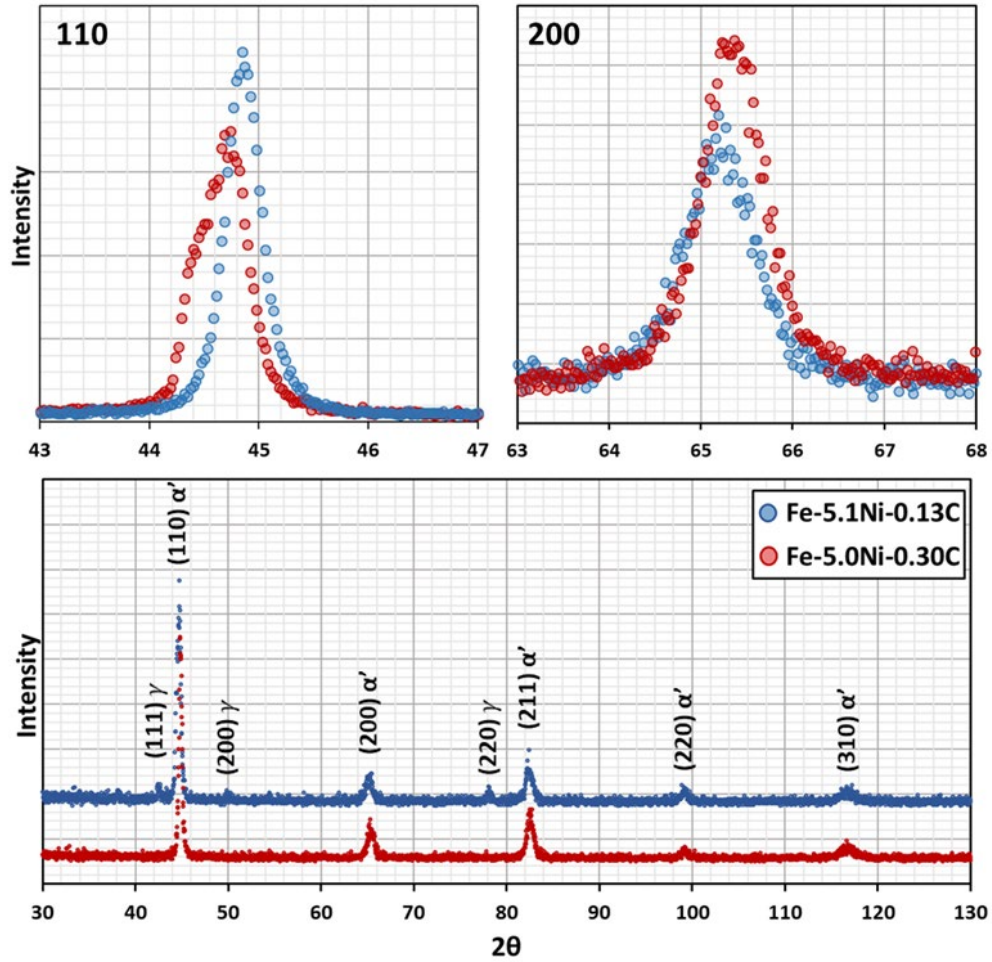 110
Intensity
43 44 45 46 47
200
63 64 65 66 67 68
Intensity
(111) γ
(110) α′
(200) γ
(200) α′
(220) γ
(211) α′
(220) α′
(310) α′
Fe-5.1Ni-0.13C
Fe-5.0Ni-0.30C
30 40 50 60 70 80 90 100 110 120 130
2θ